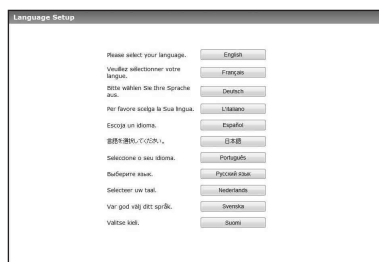 Language Setup
Please select your language. English
Veuillez sélectionner votre
langue. Français
Bitte wählen Sie Ihre Sprache
aus. Deutsch
Per favore scelga la Sua lingua. L'italiano
Escoja un idioma. Español
言語を選択してください。 日本語
Seleccione o seu idioma. Português
Выберите язык. Русский язык
Selecteer uw taal. Nederlands
Var god välj ditt språk. Svenska
Valitse kieli. Suomi